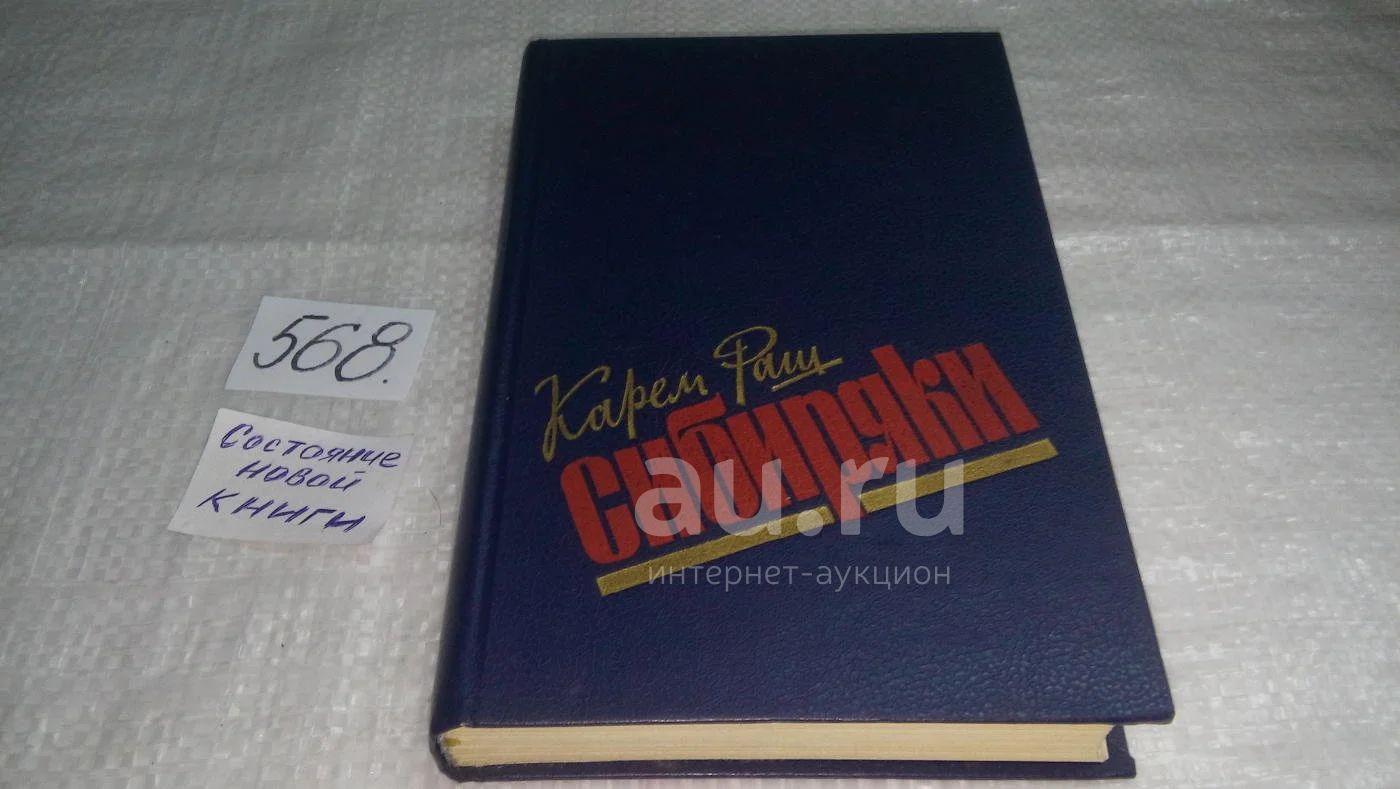 568.
Состояние
новой
книги
Карем Раш
Сибиряки
au.ru
интернет-аукцион